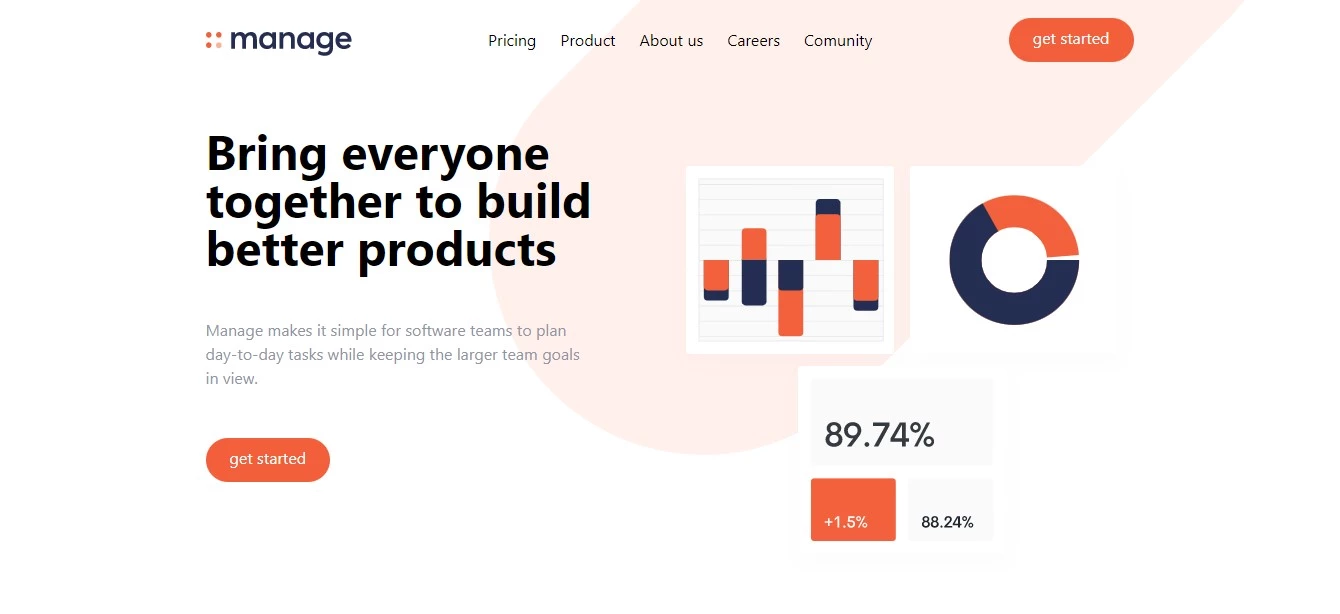 manage
Pricing Product About us Careers Comunity
get started
Bring everyone
together to build
better products
Manage makes it simple for software teams to plan
day-to-day tasks while keeping the larger team goals
in view.
get started
89.74%
+1.5% 88.24%